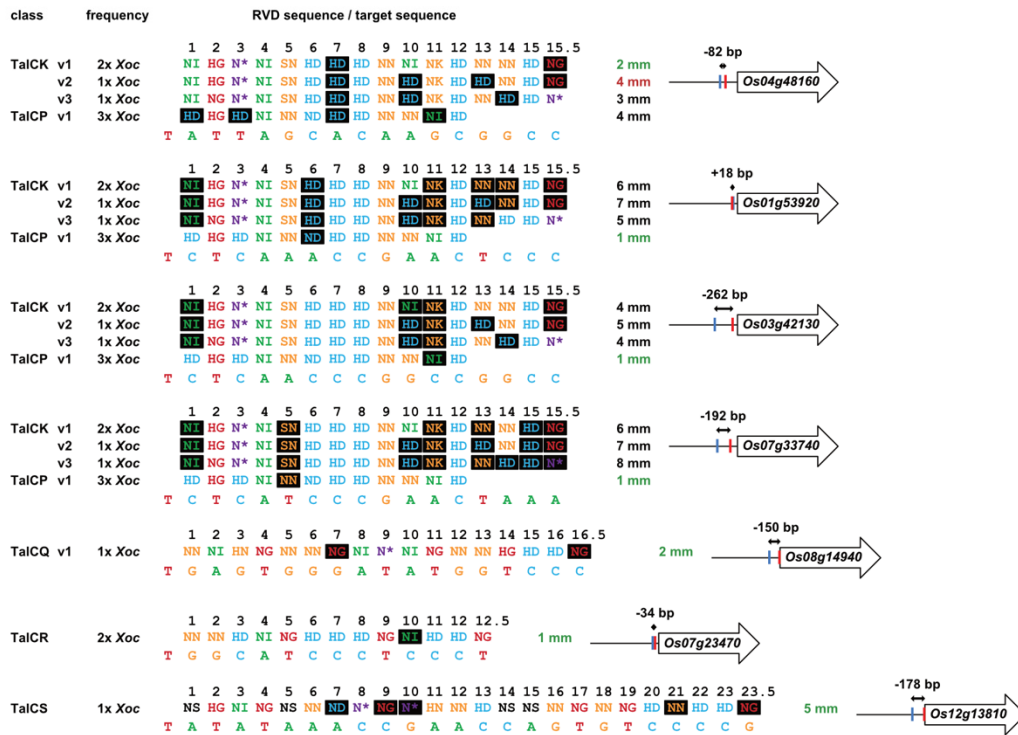 class frequency RVD sequence / target sequence
1 2 3 4 5 6 7 8 9 10 11 12 13 14 15.5
TalCK v1 2x Xoc NI HG N* NI SN HD HD HD NN NI NK HD NN NN HD NG 2 mm
v2 1x Xoc NI HG N* NI SN HD HD HD NN HD NK HD HD NN HD NG 4 mm
v3 1x Xoc NI NG N* NI SN HD HD HD NN HD NK HD NN HD HD N* 3 mm
TalCP v1 3x Xoc HD HG HD NI NN ND HD HD NN NN NI HD 4 mm
T A T T A G C A C A A G C G G C C
-82 bp
Os04g48160
1 2 3 4 5 6 7 8 9 10 11 12 13 14 15.5
TalCK v1 2x Xoc NI HG N* NI SN HD HD HD NN NI NK HD NN NN HD NG 6 mm
v2 1x Xoc NI HG N* NI SN HD HD HD NN HD NK HD HD NN HD NG 7 mm
v3 1x Xoc NI NG N* NI SN HD HD HD NN HD NK HD NN HD HD N* 5 mm
TalCP v1 3x Xoc HD HG HD NI NN ND HD HD NN NN NI HD 1 mm
T C T C A A A C C G A A C T C C C
+18 bp
Os01g53920
1 2 3 4 5 6 7 8 9 10 11 12 13 14 15.5
TalCK v1 2x Xoc NI HG N* NI SN HD HD HD NN NI NK HD NN NN HD NG 4 mm
v2 1x Xoc NI HG N* NI SN HD HD HD NN HD NK HD HD NN HD NG 5 mm
v3 1x Xoc NI NG N* NI SN HD HD HD NN HD NK HD NN HD HD N* 4 mm
TalCP v1 3x Xoc HD HG HD NI NN ND HD HD NN NN NI HD 1 mm
T C T C A A C C C G G C C G G C C
-262 bp
Os03g42130
1 2 3 4 5 6 7 8 9 10 11 12 13 14 15.5
TalCK v1 2x Xoc NI HG N* NI SN HD HD HD NN NI NK HD NN NN HD NG 6 mm
v2 1x Xoc NI HG N* NI SN HD HD HD NN HD NK HD HD NN HD NG 7 mm
v3 1x Xoc NI NG N* NI SN HD HD HD NN HD NK HD NN HD HD N* 8 mm
TalCP v1 3x Xoc HD HG HD NI NN ND HD HD NN NN NI HD 1 mm
T C T C A T C C C G A A C T A A A
-192 bp
Os07g33740
1 2 3 4 5 6 7 8 9 10 11 12 13 14 15 16.5
TalCQ v1 1x Xoc NN NI HN NG NN NN NG NI N* NI NG NN NN HG HD HD NG 2 mm
T G A G T G G G A T A T G G T C C C
-150 bp
Os08g14940
1 2 3 4 5 6 7 8 9 10 11 12.5
TalCR 2x Xoc NN NN HD NI NG HD HD HD NG NI HD HD NG 1 mm
T G G C A T C C C T C C C T
-34 bp
Os07g23470
1 2 3 4 5 6 7 8 9 10 11 12 13 14 15 16 17 18 19 20 21 22 23.5
TalCS 1x Xoc NS HG NI NG NS NN ND N* NG N* HN NN HD NS NN NN NG NN NG HD NN HD HD NG 5 mm
T A T A T A A A C C G A A C C A G T G T C C C C G
-178 bp
Os12g13810